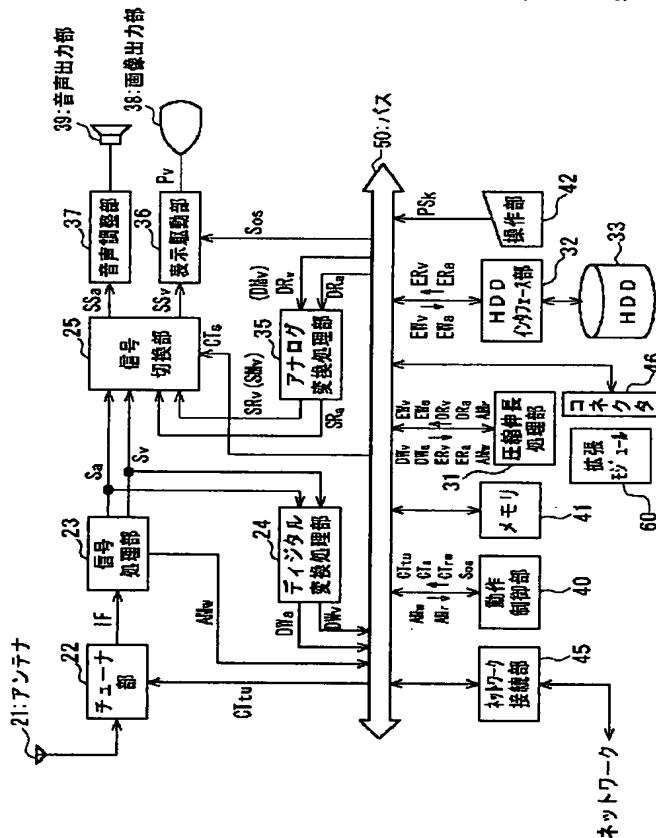 21:アンテナ
22
チューナ
部
IF
23
信号
処理部
Sa
Sv
25
信号
切換部
SSa
SSv
37
音声調整部
36
表示駆動部
39:音声出力部
38:画像出力部
Pv
CTtu
ANw
24
ディジタル
変換処理部
DWa
DWv
SRv(SMv)
SRa
CTs
35
アナログ
変換処理部
(DMv)
DRv
DRa
Sos
50:バス
ネットワーク
45
ネットワーク
接続部
ANw
ANr
CTtu
CTs
CTrw
Sos
40
動作
制御部
41
メモリ
DWv
DWa
ERv
ERa
ANw
EWv
EWa
DRv
DRa
ANr
31
圧縮伸長
処理部
60
拡張
モジュール
46
コネクタ
EWv
EWa
ERv
ERa
32
HDD
インタフェース部
33
HDD
PSk
42
操作部